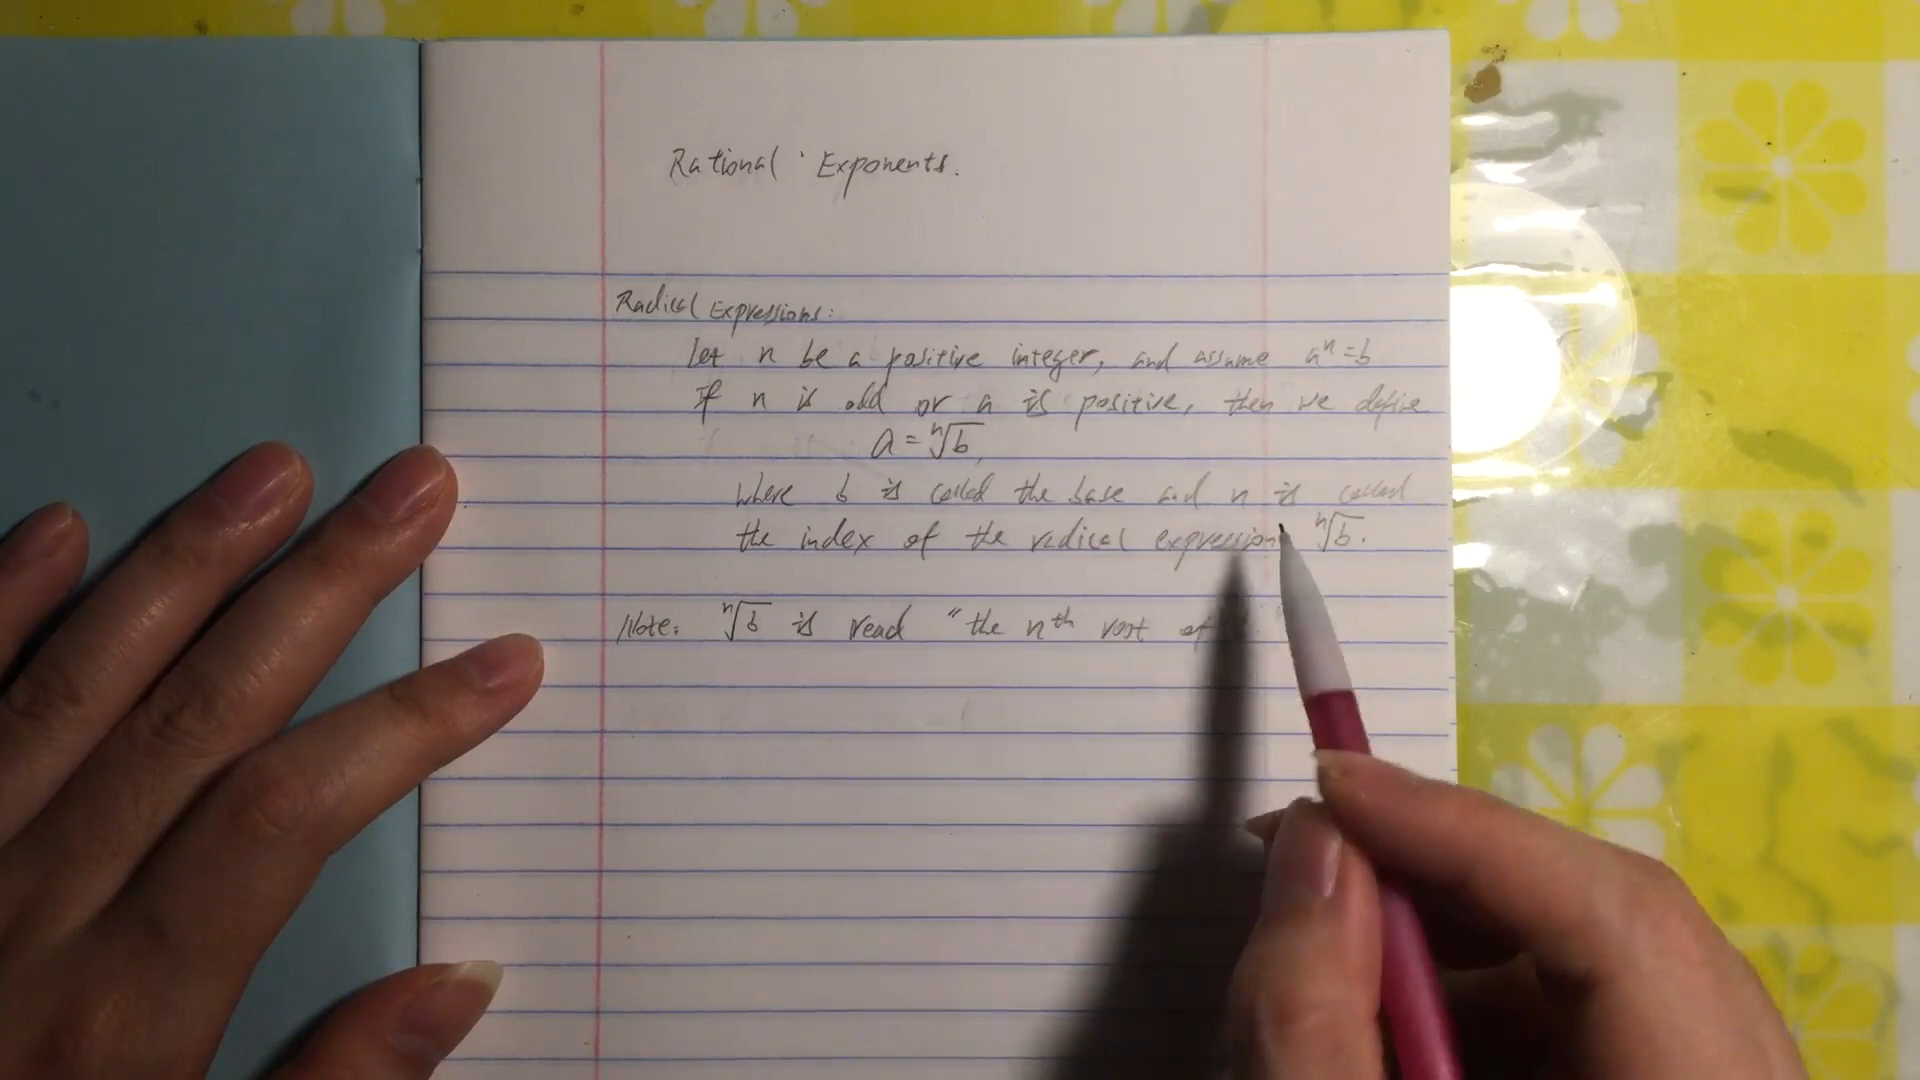 Rational Exponents.
Radical Expressions:
Let n be a positive integer, and assume aⁿ=b
If n is odd or a is positive, then we define
a = ⁿ√b,
where b is called the base and n is called
the index of the radical expression ⁿ√b.
Note: ⁿ√b is read "the nᵗʰ root of "